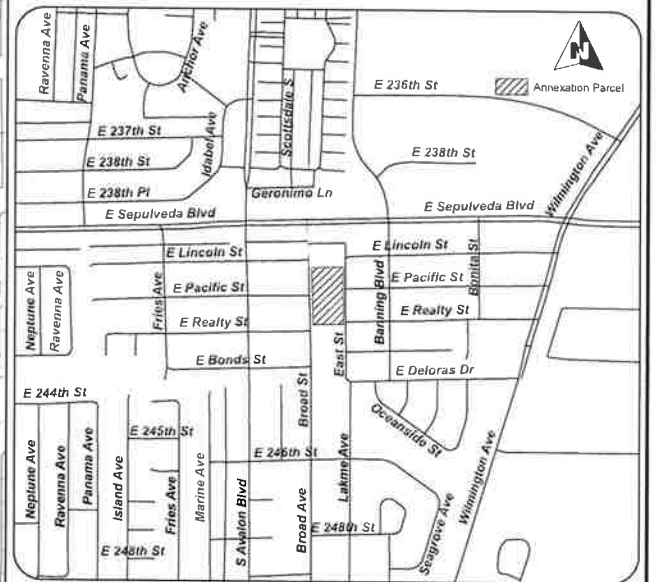 Ravenna Ave
Panama Ave
Anchor Ave
N
Annexation Parcel
E 236th St
Scottsdale S
Idabel Ave
E 237th St
E 238th St
E 238th St
Wilmington Ave
E 238th Pl
Geronimo Ln
E Sepulveda Blvd
E Sepulveda Blvd
E Lincoln St
E Lincoln St
Bonita St
Banning Blvd
Neptune Ave
Ravenna Ave
Fries Ave
E Pacific St
E Pacific St
E Realty St
E Realty St
East St
E Bonds St
E Deloras Dr
E 244th St
Broad St
Oceanside St
E 245th St
E 246th St
Neptune Ave
Ravenna Ave
Panama Ave
Island Ave
Fries Ave
Marine Ave
S Avalon Blvd
Broad Ave
Lakme Ave
Seagrove Ave
Wilmington Ave
E 248th St
E 248th St